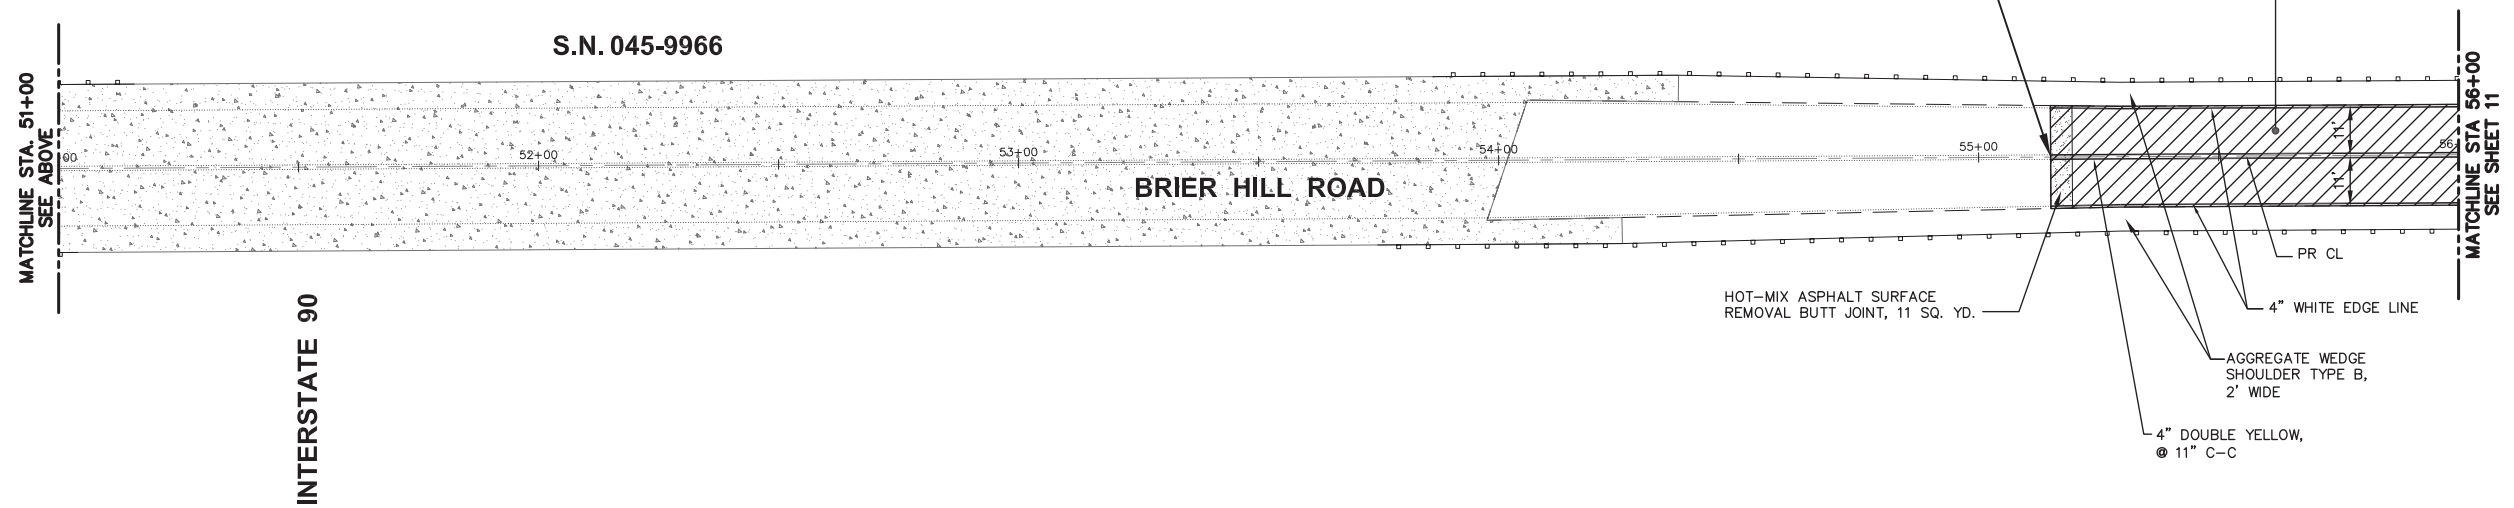 S.N. 045-9966
MATCHLINE STA. 51+00
SEE ABOVE
00
52+00
53+00
54+00
55+00
56
BRIER HILL ROAD
11'
11'
MATCHLINE STA 56+00
SEE SHEET 11
INTERSTATE 90
PR CL
HOT-MIX ASPHALT SURFACE
REMOVAL BUTT JOINT, 11 SQ. YD.
4" WHITE EDGE LINE
AGGREGATE WEDGE
SHOULDER TYPE B,
2' WIDE
4" DOUBLE YELLOW,
@ 11" C-C